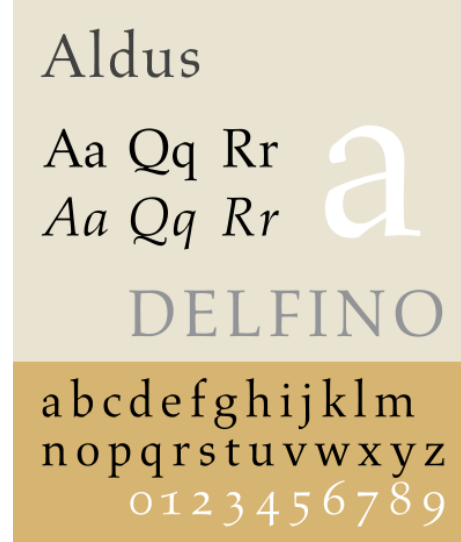 Aldus
Aa Qq Rr
a
Aa Qq Rr
DELFINO
abcdefghijklm
nopqrstuvwxyz
0123456789